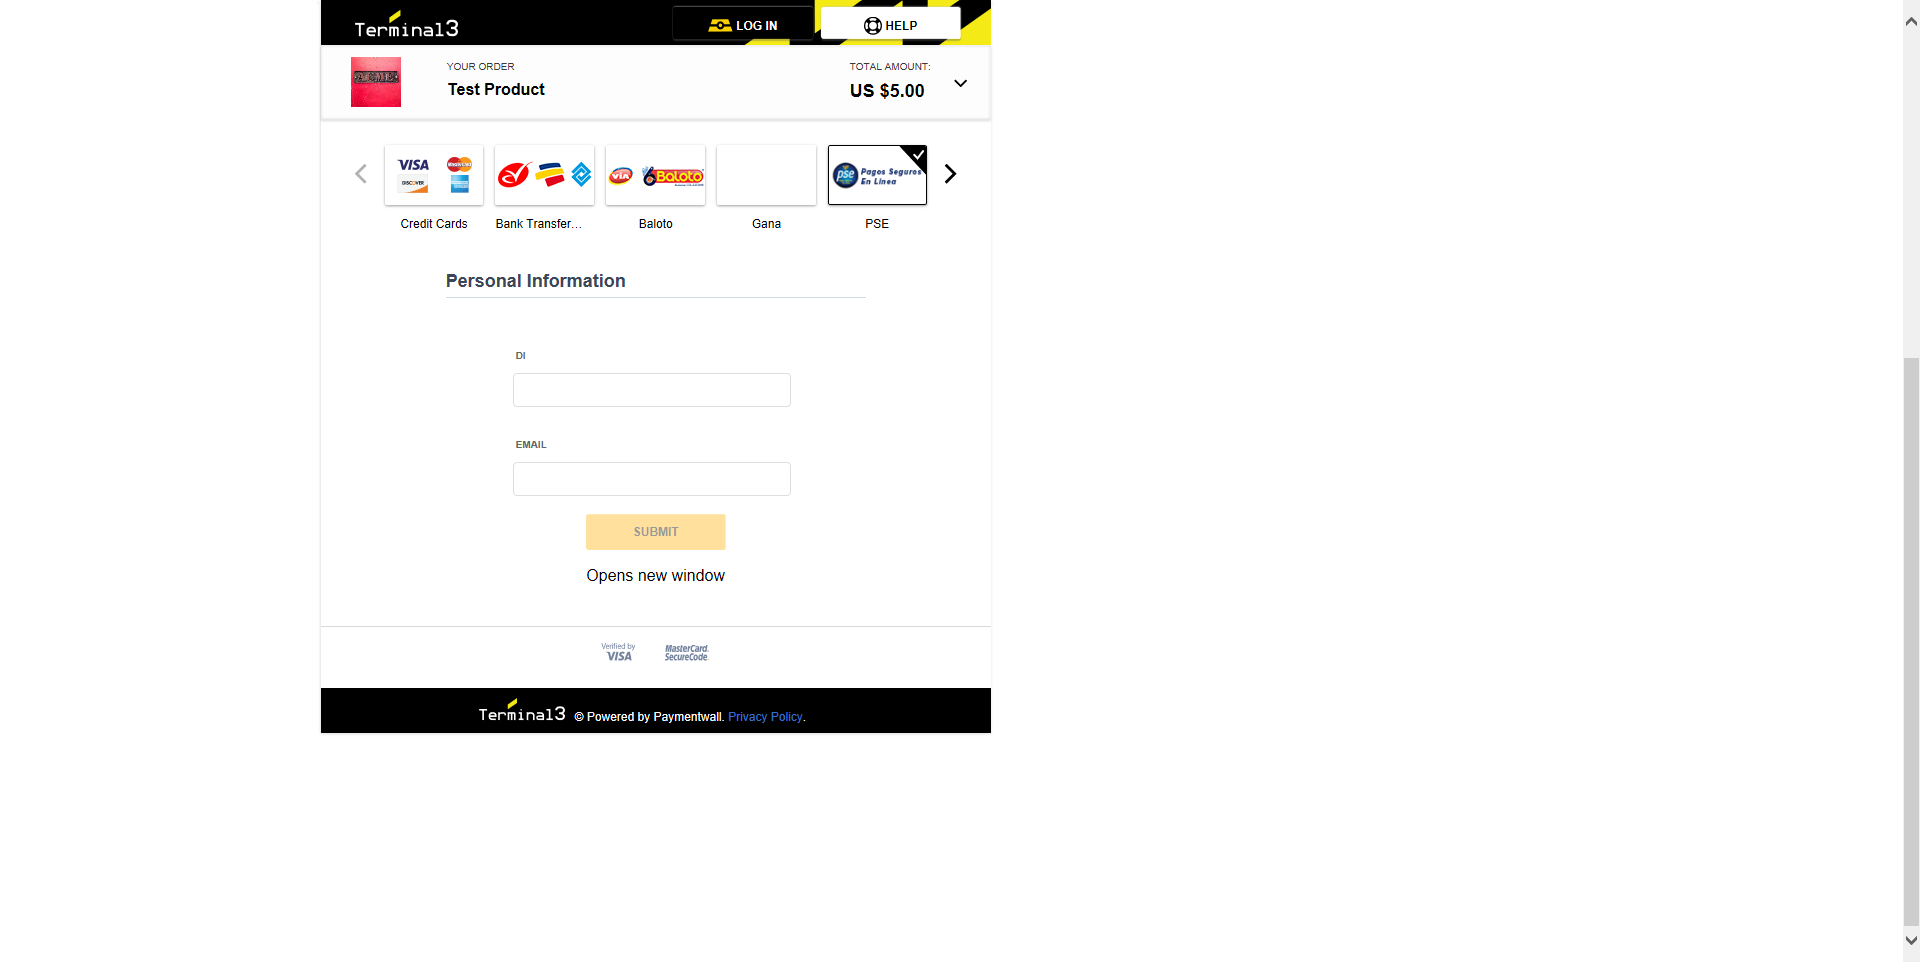 Terminal3
LOG IN
HELP
YOUR ORDER
Test Product
TOTAL AMOUNT:
US $5.00
VISA
MasterCard
DISCOVER
VIA
Baloto
pse Pagos Seguros
En Línea
Credit Cards
Bank Transfer...
Baloto
Gana
PSE
Personal Information
DI
EMAIL
SUBMIT
Opens new window
Verified by
VISA
MasterCard.
SecureCode.
Terminal3 © Powered by Paymentwall. Privacy Policy.